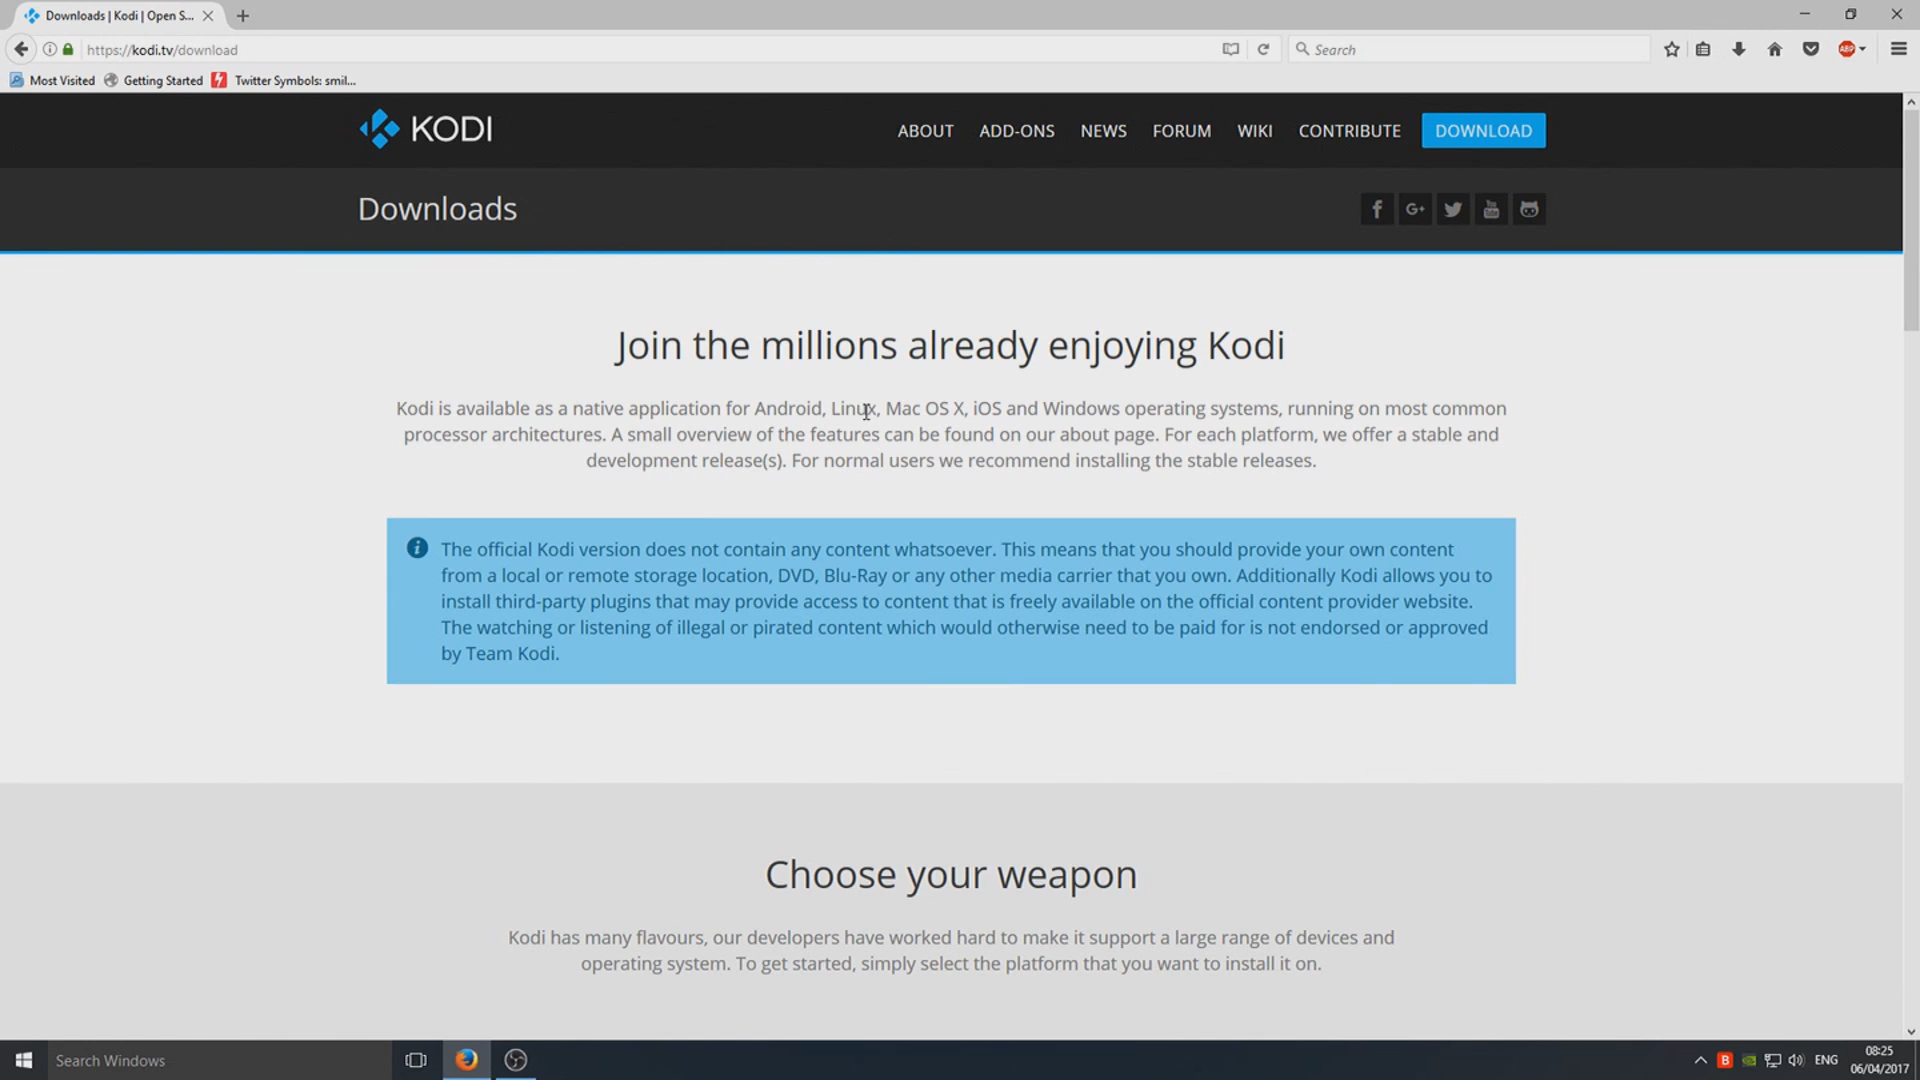 Downloads | Kodi | Open S...
https://kodi.tv/download
Search
ABP
Most Visited
Getting Started
Twitter Symbols: smil...
KODI
ABOUT
ADD-ONS
NEWS
FORUM
WIKI
CONTRIBUTE
DOWNLOAD
Downloads
Join the millions already enjoying Kodi
Kodi is available as a native application for Android, Linux, Mac OS X, iOS and Windows operating systems, running on most common
processor architectures. A small overview of the features can be found on our about page. For each platform, we offer a stable and
development release(s). For normal users we recommend installing the stable releases.
The official Kodi version does not contain any content whatsoever. This means that you should provide your own content
from a local or remote storage location, DVD, Blu-Ray or any other media carrier that you own. Additionally Kodi allows you to
install third-party plugins that may provide access to content that is freely available on the official content provider website.
The watching or listening of illegal or pirated content which would otherwise need to be paid for is not endorsed or approved
by Team Kodi.
Choose your weapon
Kodi has many flavours, our developers have worked hard to make it support a large range of devices and
operating system. To get started, simply select the platform that you want to install it on.
Search Windows
ENG
08:25
06/04/2017